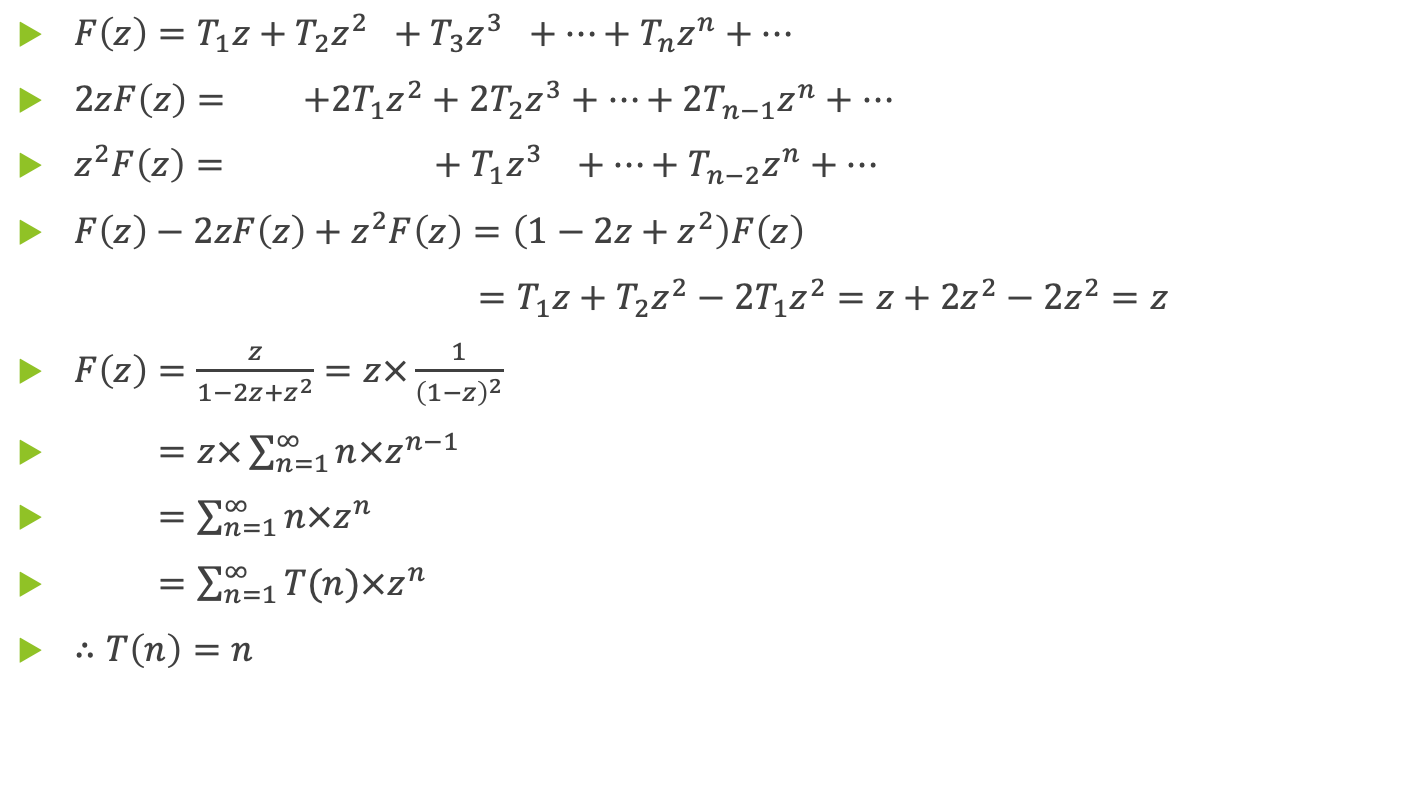 ▶ F(z) = T₁z + T₂z² + T₃z³ + ⋯ + Tₙzⁿ + ⋯
▶ 2zF(z) = +2T₁z² + 2T₂z³ + ⋯ + 2Tₙ₋₁zⁿ + ⋯
▶ z²F(z) = + T₁z³ + ⋯ + Tₙ₋₂zⁿ + ⋯
▶ F(z) − 2zF(z) + z²F(z) = (1 − 2z + z²)F(z)
= T₁z + T₂z² − 2T₁z² = z + 2z² − 2z² = z
▶ F(z) = z/(1−2z+z²) = z× 1/(1−z)²
▶ = z× ∑_{n=1}^{∞} n×zⁿ⁻¹
▶ = ∑_{n=1}^{∞} n×zⁿ
▶ = ∑_{n=1}^{∞} T(n)×zⁿ
▶ ∴ T(n) = n